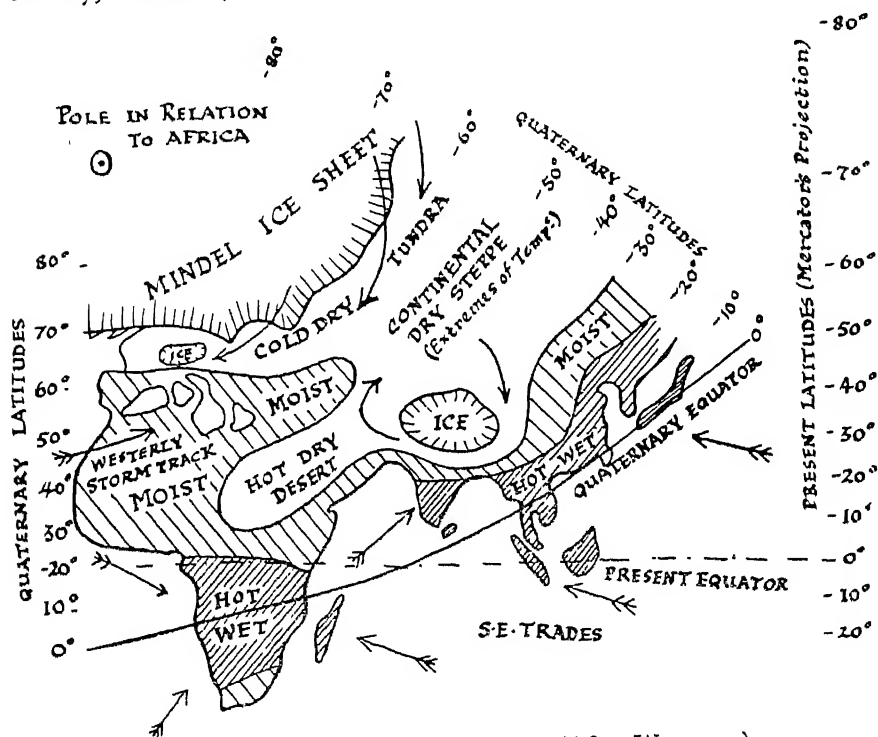 -80°
-80°
POLE IN RELATION
TO AFRICA
-70°
-60°
-50°
-40°
-30°
-20°
-10°
0°
QUATERNARY LATITUDES
MINDEL ICE SHEET
TUNDRA
CONTINENTAL
DRY STEPPE
(Extremes of Temps.)
COLD DRY
ICE
MOIST
MOIST
ICE
HOT DRY
DESERT
WESTERLY
STORM TRACK
MOIST
HOT WET
QUATERNARY EQUATOR
HOT
WET
PRESENT EQUATOR
S·E·TRADES
QUATERNARY LATITUDES
80°
70°
60°
50°
40°
30°
-20°
10°
0°
PRESENT LATITUDES (Mercator's Projection)
-70°
-60°
-50°
-40°
-30°
-20°
-10°
-0°
-10°
-20°